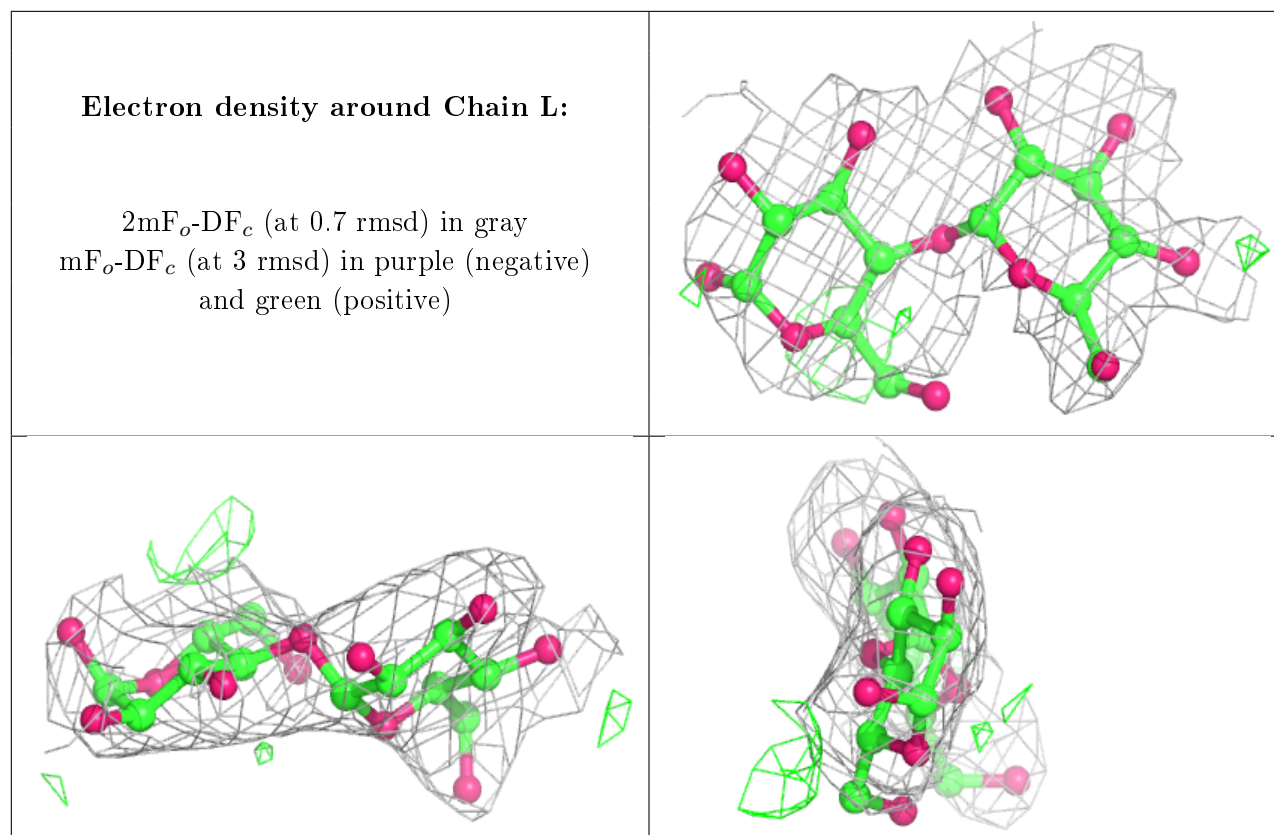 Electron density around Chain L:
2mFo-DFc (at 0.7 rmsd) in gray
mFo-DFc (at 3 rmsd) in purple (negative)
and green (positive)